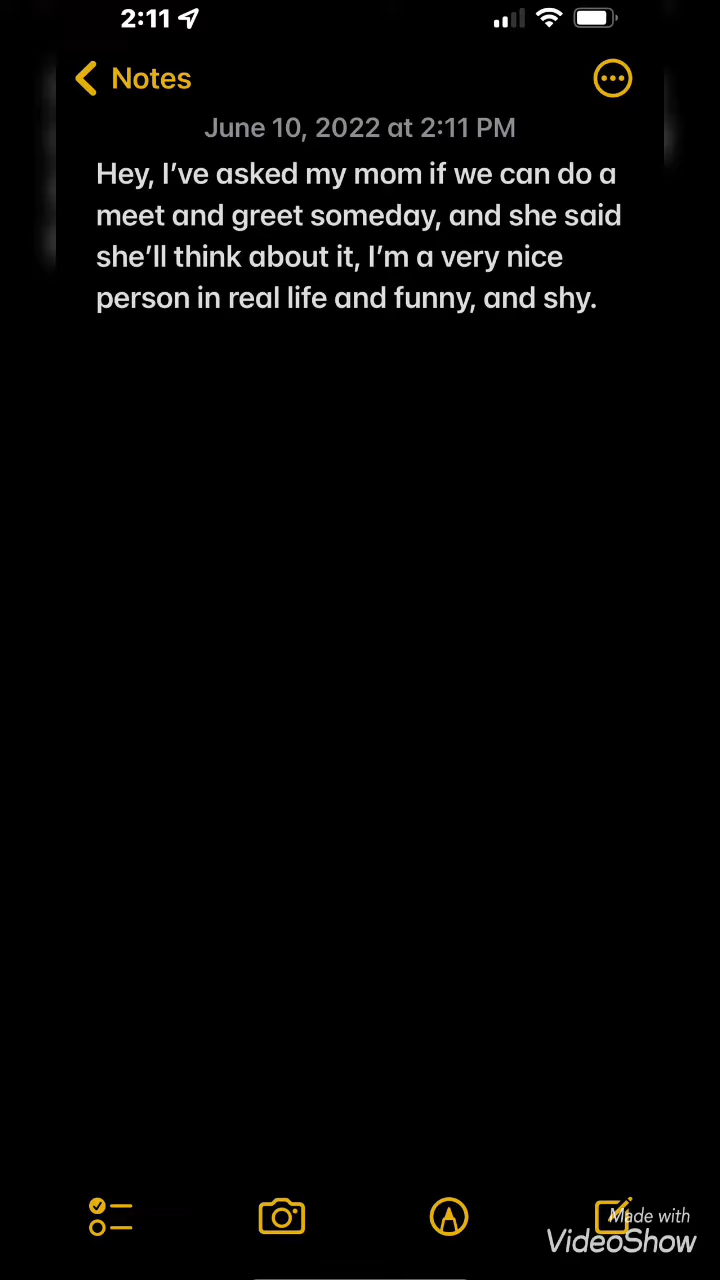 2:11
Notes
June 10, 2022 at 2:11 PM
Hey, I’ve asked my mom if we can do a
meet and greet someday, and she said
she’ll think about it, I’m a very nice
person in real life and funny, and shy.
Made with
VideoShow